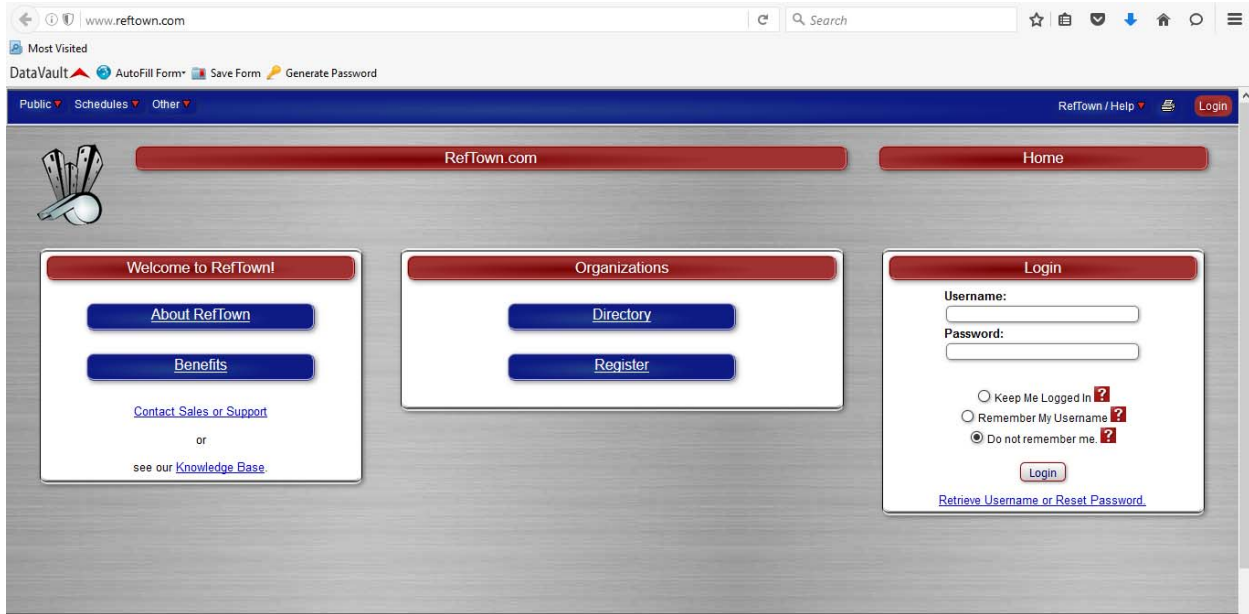 www.reftown.com
Search
Most Visited
DataVault AutoFill Form Save Form Generate Password
Public Schedules Other RefTown / Help Login
RefTown.com
Home
Welcome to RefTown!
About RefTown
Benefits
Contact Sales or Support
or
see our Knowledge Base.
Organizations
Directory
Register
Login
Username:
Password:
Keep Me Logged In ?
Remember My Username ?
Do not remember me. ?
Login
Retrieve Username or Reset Password.